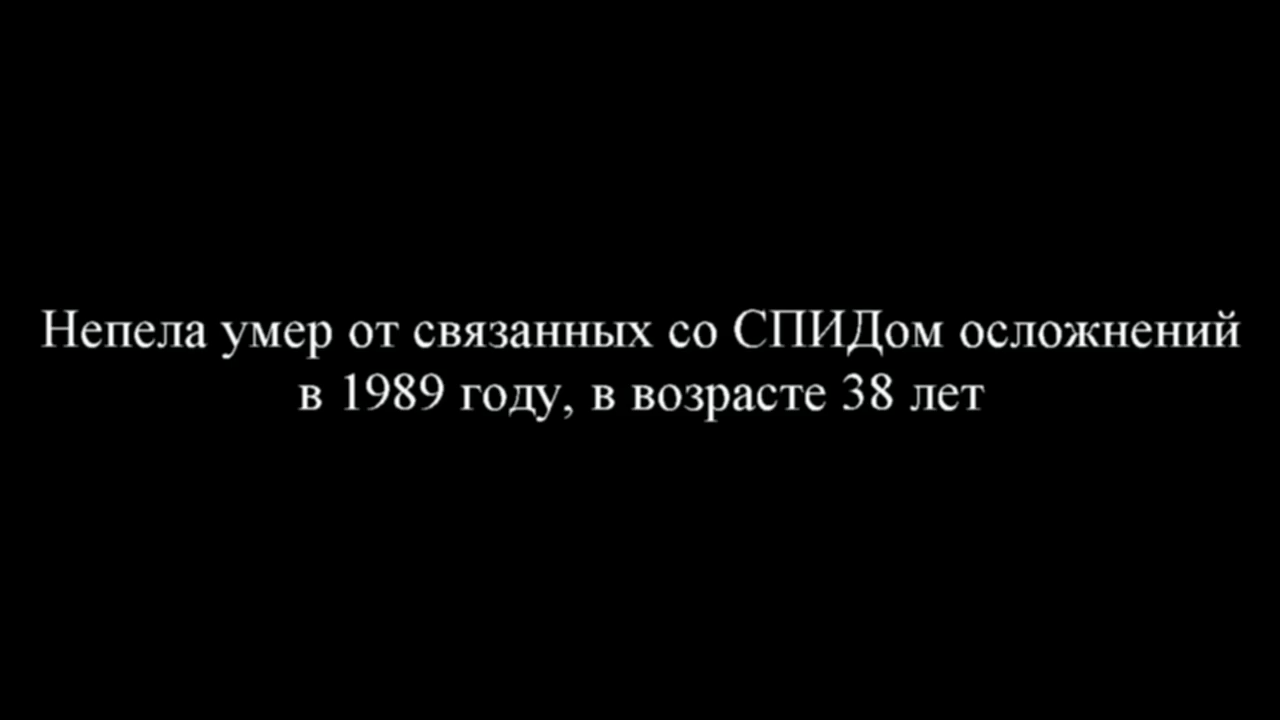 Непела умер от связанных со СПИДом осложнений
в 1989 году, в возрасте 38 лет